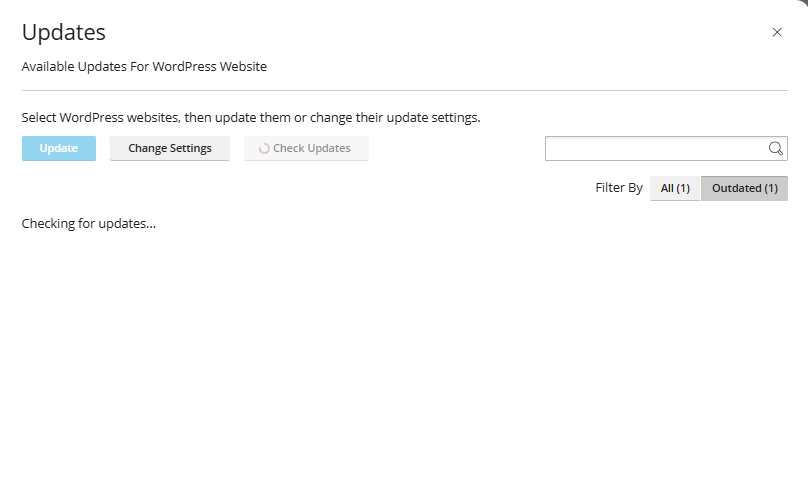 Updates
Available Updates For WordPress Website
Select WordPress websites, then update them or change their update settings.
Update Change Settings Check Updates
Filter By All (1) Outdated (1)
Checking for updates...